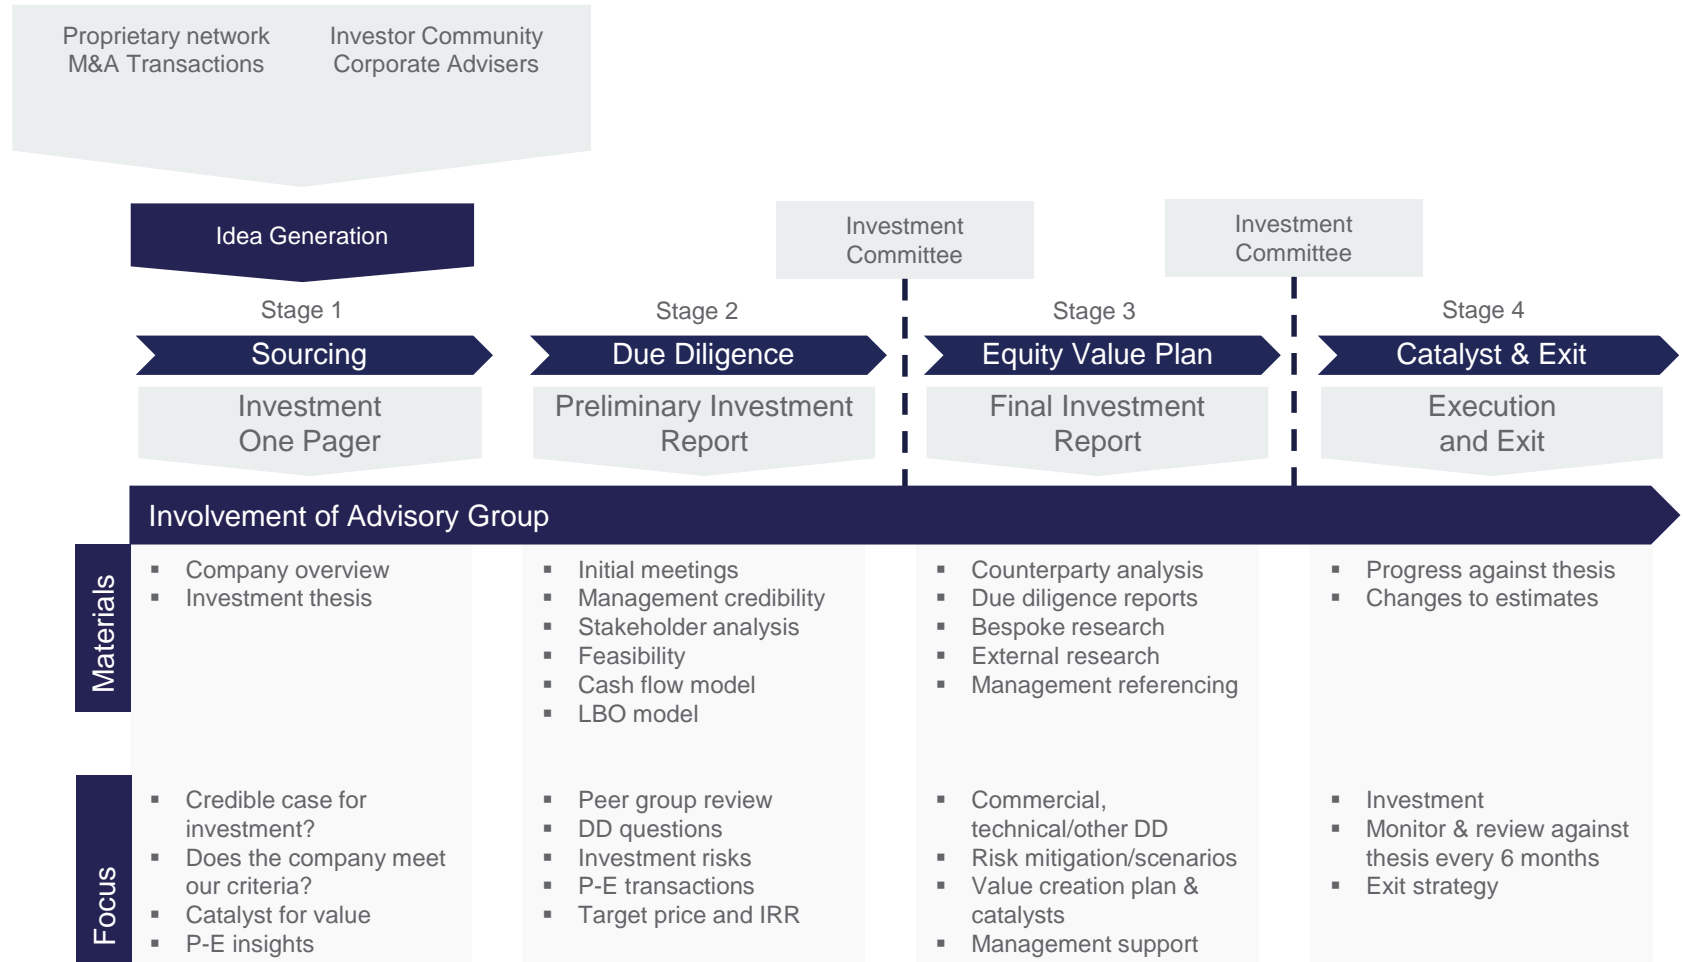 Proprietary network
M&A Transactions
Investor Community
Corporate Advisers
Idea Generation
Investment
Committee
Investment
Committee
Stage 1
Stage 2
Stage 3
Stage 4
Sourcing
Due Diligence
Equity Value Plan
Catalyst & Exit
Investment
One Pager
Preliminary Investment
Report
Final Investment
Report
Execution
and Exit
Involvement of Advisory Group
Materials
▪ Company overview
▪ Investment thesis
▪ Initial meetings
▪ Management credibility
▪ Stakeholder analysis
▪ Feasibility
▪ Cash flow model
▪ LBO model
▪ Counterparty analysis
▪ Due diligence reports
▪ Bespoke research
▪ External research
▪ Management referencing
▪ Progress against thesis
▪ Changes to estimates
Focus
▪ Credible case for
investment?
▪ Does the company meet
our criteria?
▪ Catalyst for value
▪ P-E insights
▪ Peer group review
▪ DD questions
▪ Investment risks
▪ P-E transactions
▪ Target price and IRR
▪ Commercial,
technical/other DD
▪ Risk mitigation/scenarios
▪ Value creation plan &
catalysts
▪ Management support
▪ Investment
▪ Monitor & review against
thesis every 6 months
▪ Exit strategy